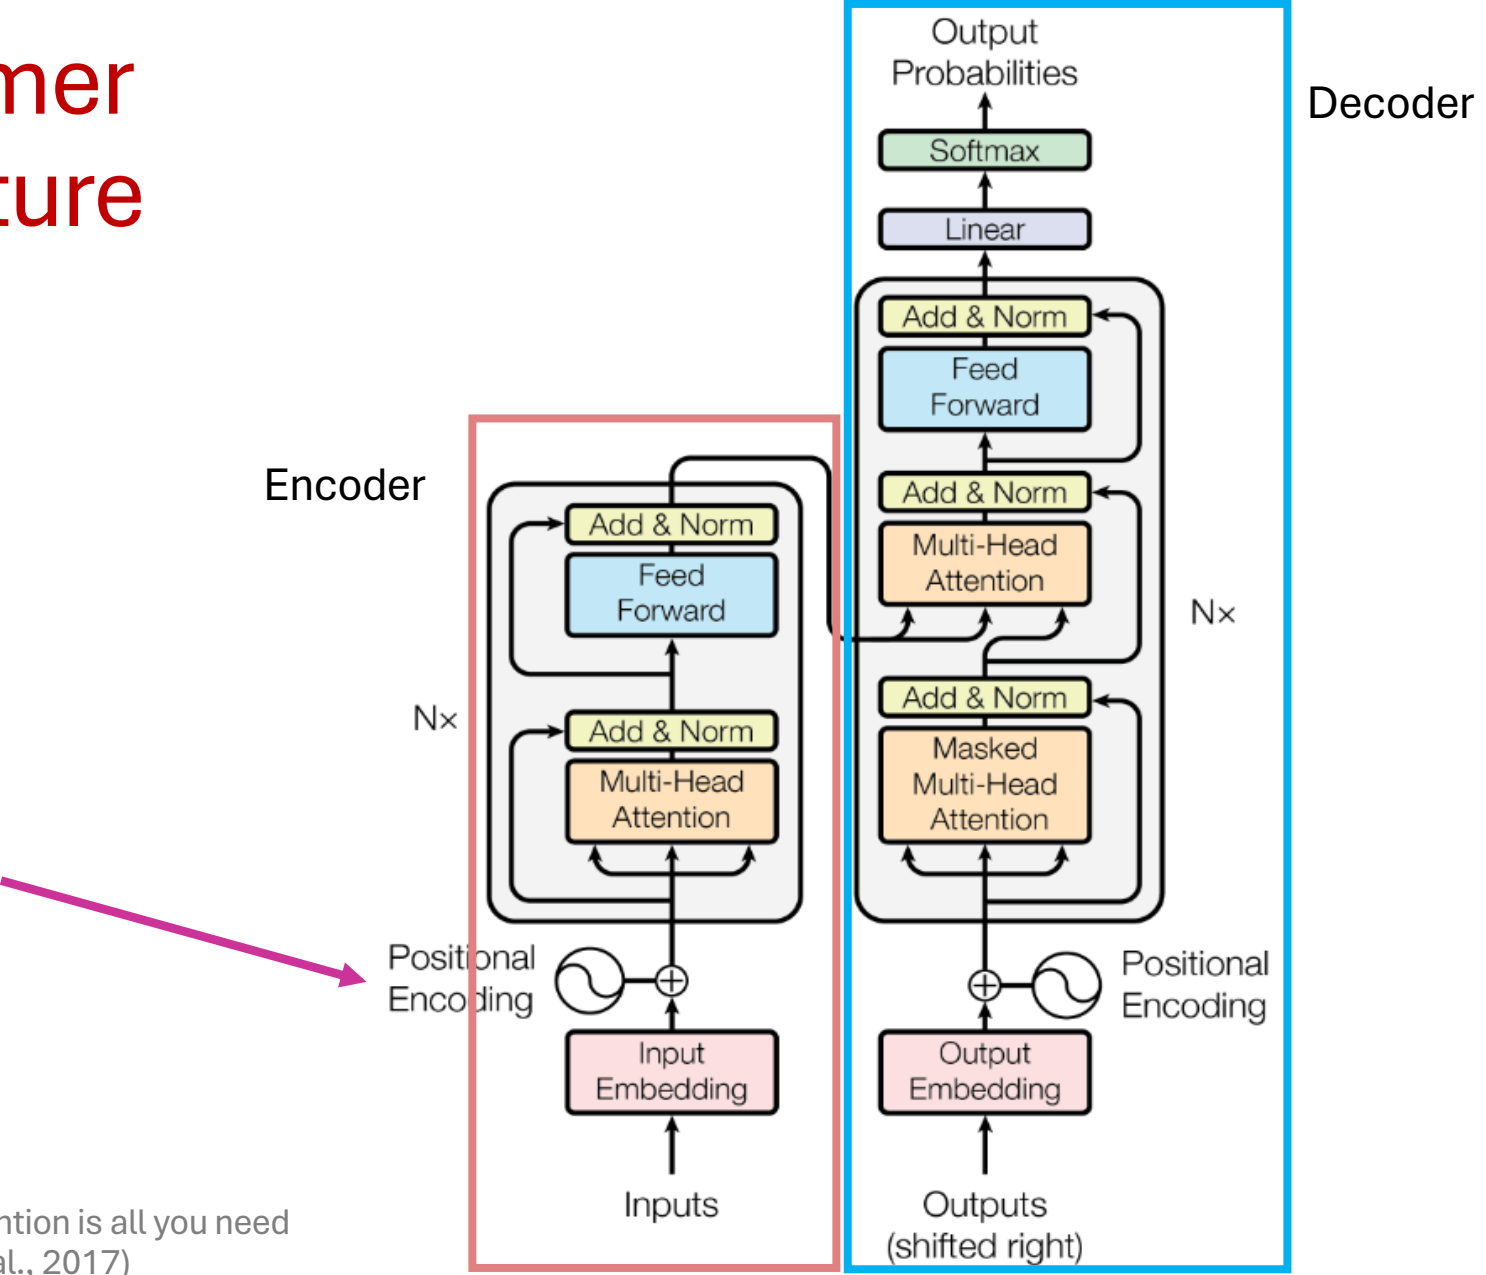 mer
ture
Output
Probabilities
Decoder
Softmax
Linear
Add & Norm
Feed
Forward
Add & Norm
Multi-Head
Attention
N×
Add & Norm
Masked
Multi-Head
Attention
Positional
Encoding
Output
Embedding
Outputs
(shifted right)
Encoder
Add & Norm
Feed
Forward
N×
Add & Norm
Multi-Head
Attention
Positional
Encoding
Input
Embedding
Inputs
ntion is all you need
al., 2017)